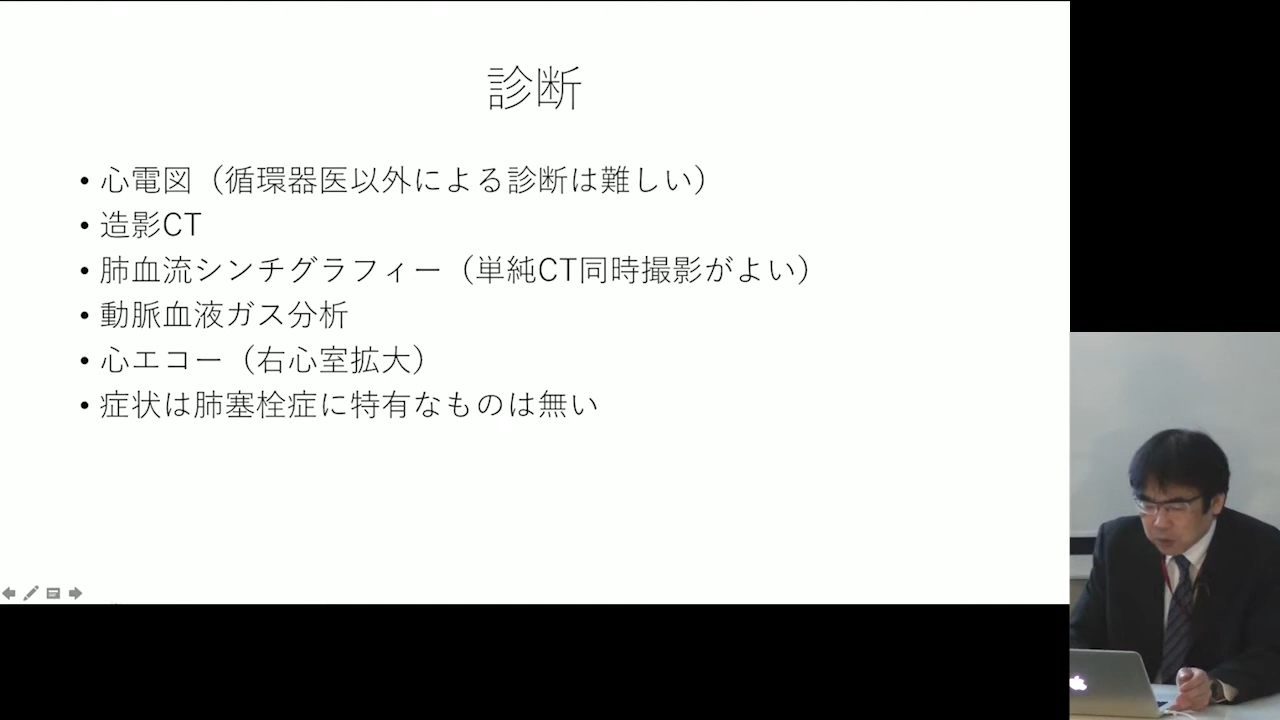 診断
• 心電図（循環器医以外による診断は難しい）
• 造影CT
• 肺血流シンチグラフィー（単純CT同時撮影がよい）
• 動脈血液ガス分析
• 心エコー（右心室拡大）
• 症状は肺塞栓症に特有なものは無い